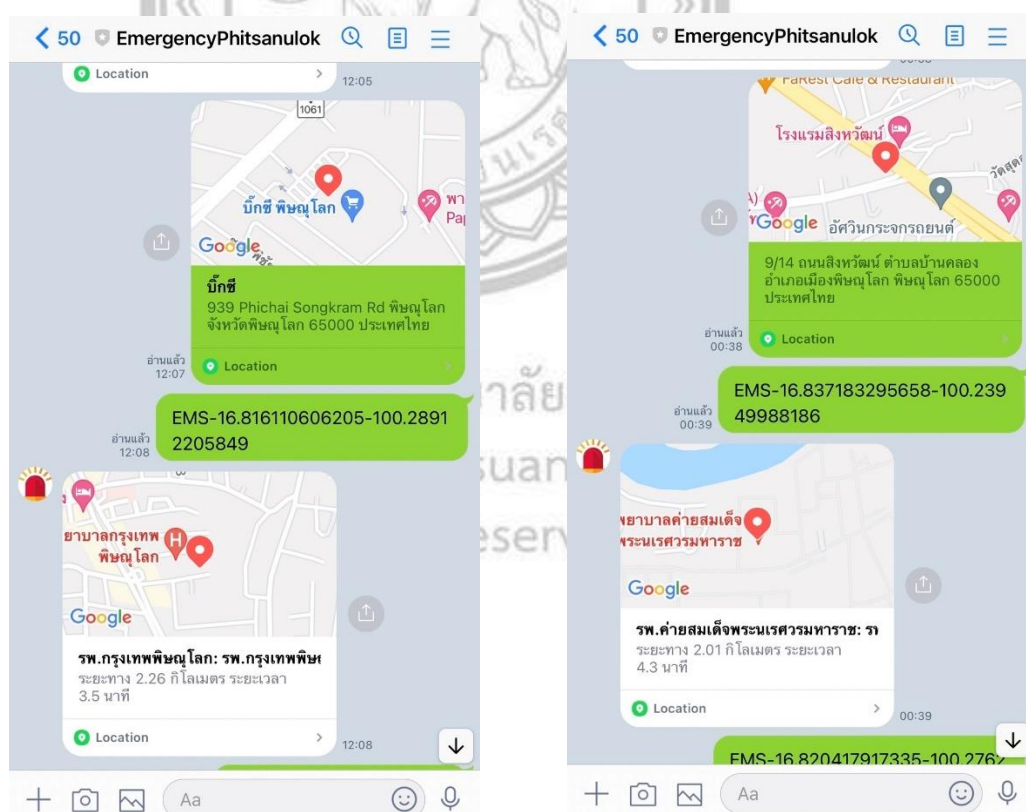 50 EmergencyPhitsanulok
Location
12:05
1061
บิ๊กซี พิษณุโลก
Google
บิ๊กซี
939 Phichai Songkram Rd พิษณุโลก
จังหวัดพิษณุโลก 65000 ประเทศไทย
อ่านแล้ว
12:07
Location
EMS-16.816110606205-100.2891
2205849
อ่านแล้ว
12:08
ยาบาลกรุงเทพ
พิษณุโลก
H
Google
รพ.กรุงเทพพิษณุโลก: รพ.กรุงเทพพิษ
ระยะทาง 2.26 กิโลเมตร ระยะเวลา
3.5 นาที
Location
12:08
Aa
50 EmergencyPhitsanulok
FaRest Cafe & Restaurant
โรงแรมสิงหวัฒน์
Google
อัศวินกระจกรถยนต์
9/14 ถนนสิงหวัฒน์ ตำบลบ้านคลอง
อำเภอเมืองพิษณุโลก พิษณุโลก 65000
ประเทศไทย
อ่านแล้ว
00:38
Location
EMS-16.837183295658-100.239
49988186
อ่านแล้ว
00:39
พยาบาลค่ายสมเด็จ
พระนเรศวรมหาราช
Google
รพ.ค่ายสมเด็จพระนเรศวรมหาราช: รพ
ระยะทาง 2.01 กิโลเมตร ระยะเวลา
4.3 นาที
Location
00:39
EMS-16.820417917335-100.2762
Aa